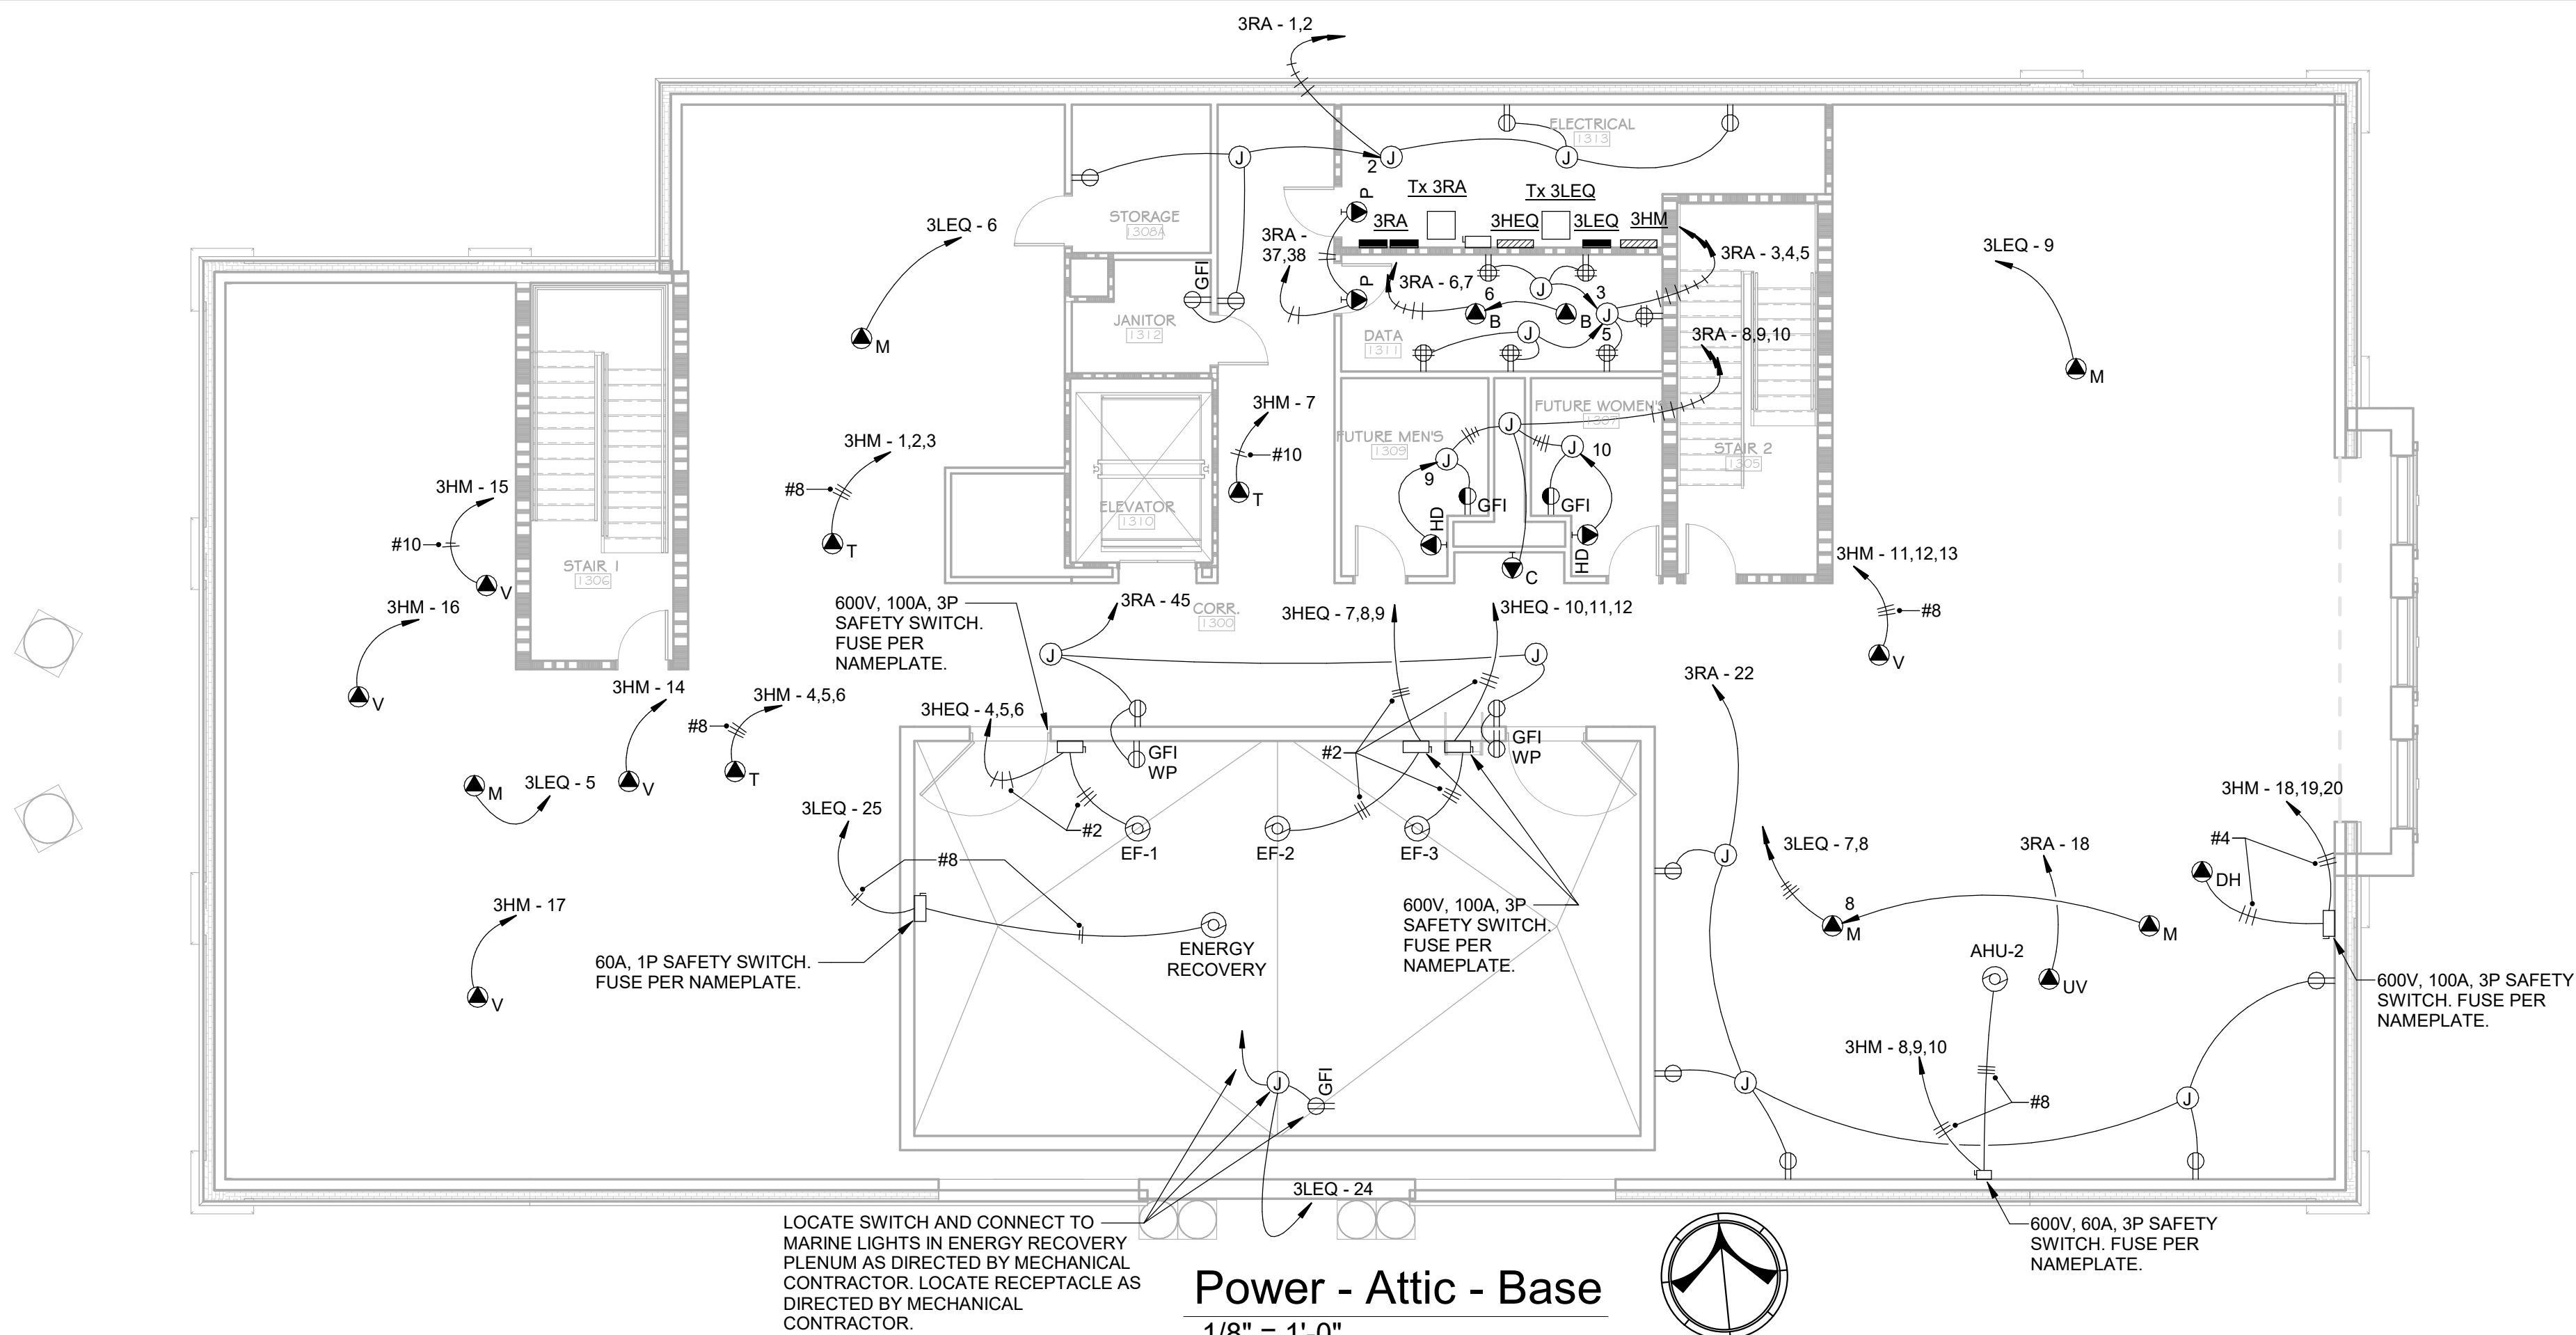 3RA - 1,2
ELECTRICAL
1313
J
J
2
J
Tx 3RA
Tx 3LEQ
P
3RA
3HEQ
3LEQ
3HM
STORAGE
1308A
3LEQ - 6
3RA -
37,38
3RA - 3,4,5
3LEQ - 9
GFI
P
3RA - 6,7
J
6
3
B
B
J
JANITOR
1312
DATA
1311
J
5
3RA - 8,9,10
M
M
3HM - 7
FUTURE WOMEN'S
1307
J
FUTURE MEN'S
1309
3HM - 1,2,3
#10
J
9
J
10
STAIR 2
1305
3HM - 15
#8
T
GFI
GFI
ELEVATOR
1310
HD
HD
#10
T
STAIR 1
1306
3HM - 11,12,13
C
V
3HM - 16
600V, 100A, 3P
SAFETY SWITCH.
FUSE PER
NAMEPLATE.
3RA - 45
CORR.
1300
3HEQ - 7,8,9
3HEQ - 10,11,12
#8
J
J
V
3RA - 22
V
3HM - 14
3HM - 4,5,6
#8
3HEQ - 4,5,6
GFI
WP
#2
GFI
WP
T
V
M
3LEQ - 5
3HM - 18,19,20
3LEQ - 25
#2
EF-1
EF-2
EF-3
#8
J
3LEQ - 7,8
3RA - 18
#4
DH
3HM - 17
600V, 100A, 3P
SAFETY SWITCH.
FUSE PER
NAMEPLATE.
8
M
M
ENERGY
RECOVERY
60A, 1P SAFETY SWITCH.
FUSE PER NAMEPLATE.
AHU-2
UV
600V, 100A, 3P SAFETY
SWITCH. FUSE PER
NAMEPLATE.
V
3HM - 8,9,10
J
GFI
J
J
#8
3LEQ - 24
LOCATE SWITCH AND CONNECT TO
MARINE LIGHTS IN ENERGY RECOVERY
PLENUM AS DIRECTED BY MECHANICAL
CONTRACTOR. LOCATE RECEPTACLE AS
DIRECTED BY MECHANICAL
CONTRACTOR.
600V, 60A, 3P SAFETY
SWITCH. FUSE PER
NAMEPLATE.
Power - Attic - Base
1/8" = 1'-0"